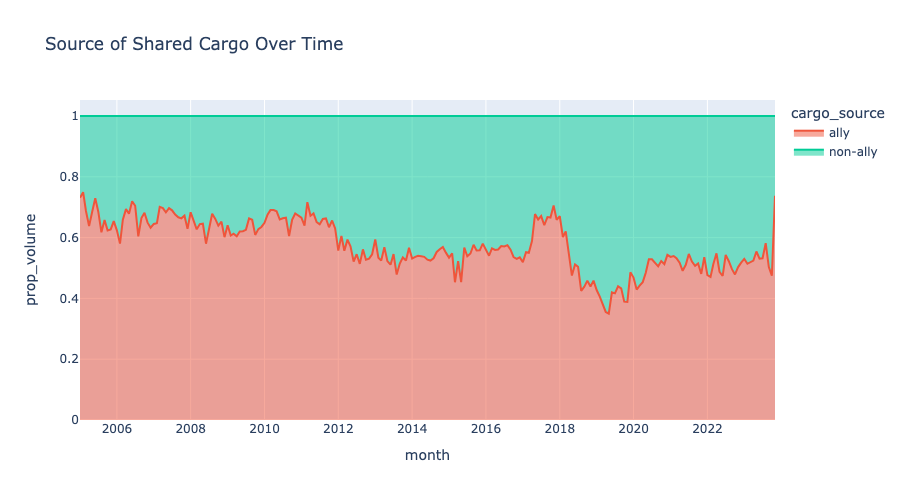 Source of Shared Cargo Over Time
cargo_source
ally
non-ally
prop_volume
1
0.8
0.6
0.4
0.2
0
2006 2008 2010 2012 2014 2016 2018 2020 2022
month